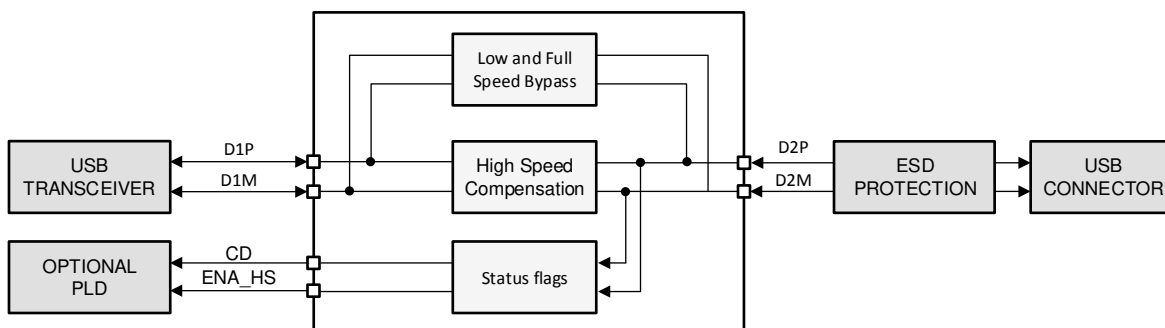 Low and Full
Speed Bypass
USB
TRANSCEIVER
D1P
D1M
High Speed
Compensation
D2P
D2M
ESD
PROTECTION
USB
CONNECTOR
OPTIONAL
PLD
CD
ENA_HS
Status flags